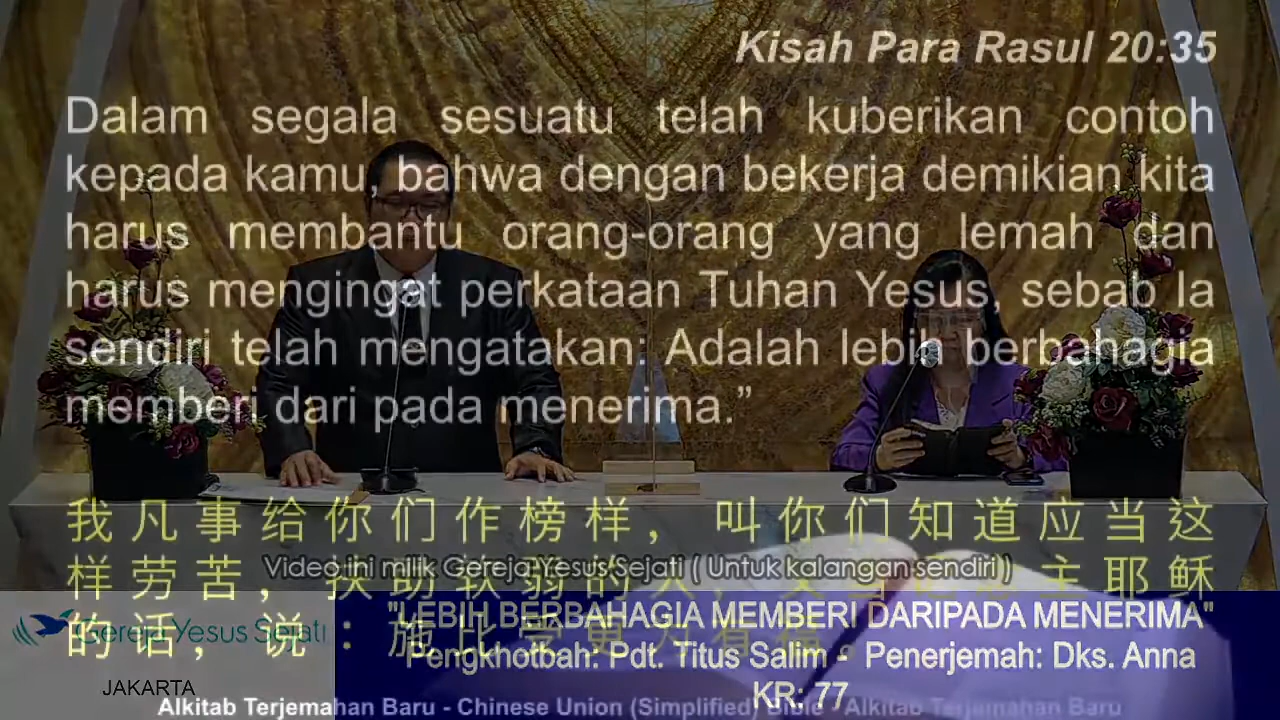 Kisah Para Rasul 20:35
Dalam segala sesuatu telah kuberikan contoh
kepada kamu, bahwa dengan bekerja demikian kita
harus membantu orang-orang yang lemah dan
harus mengingat perkataan Tuhan Yesus, sebab Ia
sendiri telah mengatakan: Adalah lebih berbahagia
memberi dari pada menerima.”
我凡事给你们作榜样，叫你们知道应当这
样劳苦，扶助软弱的人，又当记念主耶稣
的话，说：施比受更为有福。
Video ini milik Gereja Yesus Sejati ( Untuk kalangan sendiri )
Gereja Yesus Sejati
JAKARTA
"LEBIH BERBAHAGIA MEMBERI DARIPADA MENERIMA"
Pengkhotbah: Pdt. Titus Salim - Penerjemah: Dks. Anna
KR: 77
Alkitab Terjemahan Baru - Chinese Union (Simplified) Bible - Alkitab Terjemahan Baru